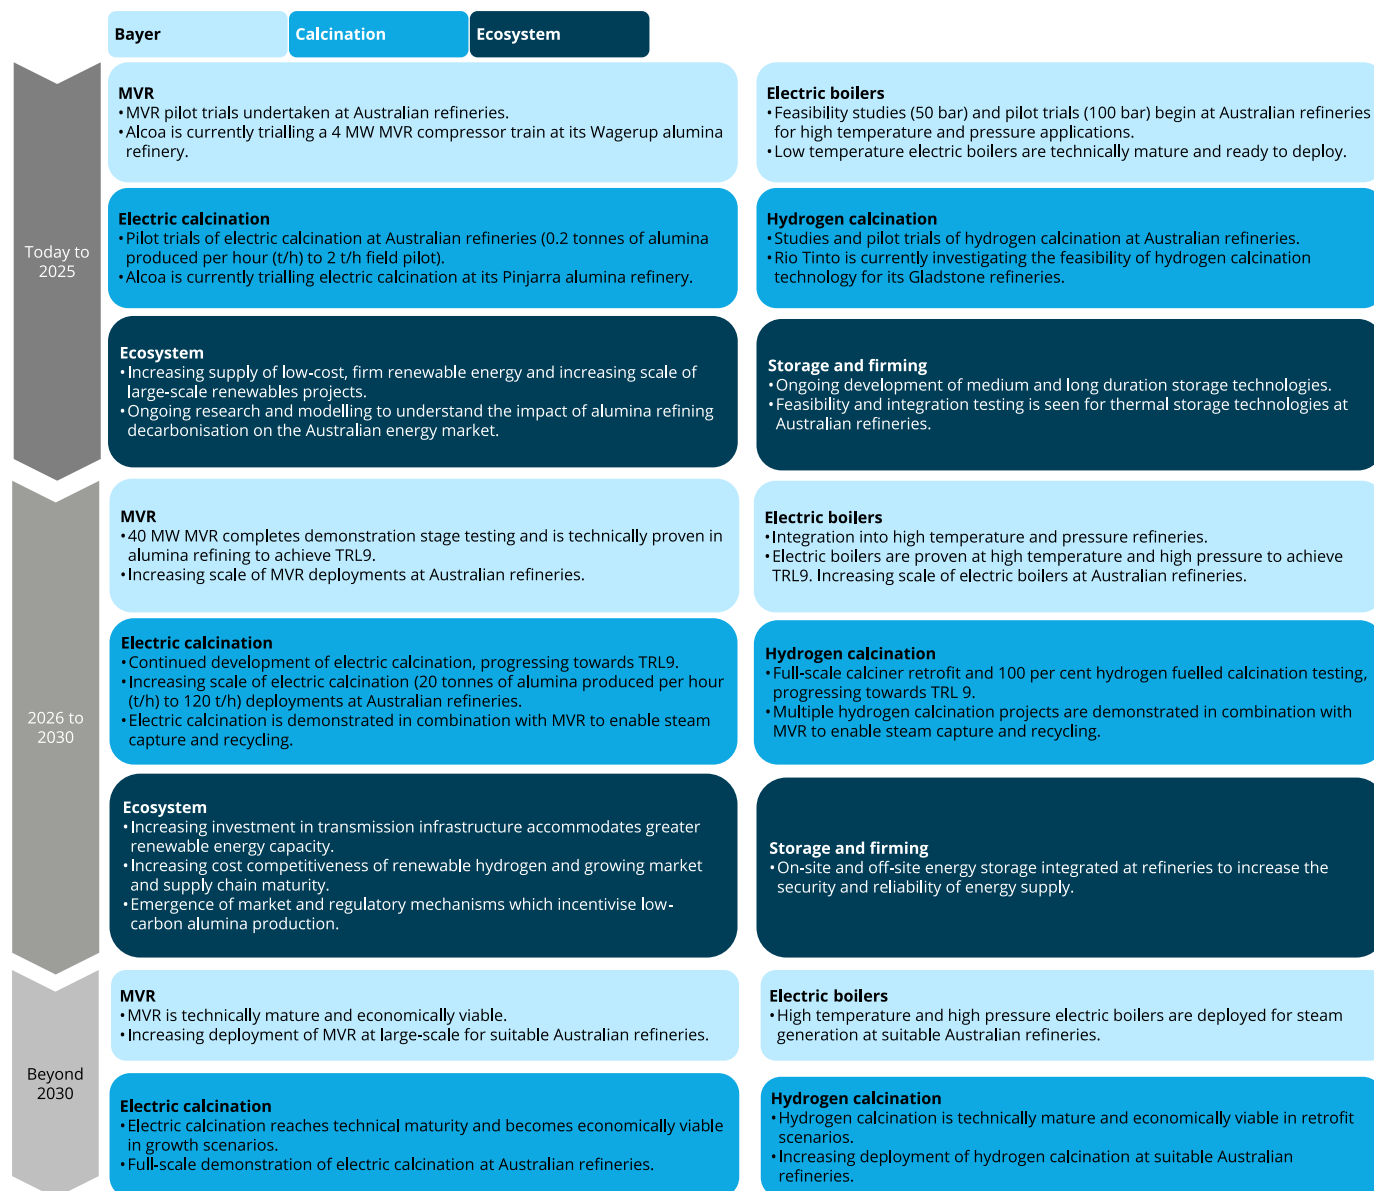 Bayer
Calcination
Ecosystem
Today to
2025
MVR
•MVR pilot trials undertaken at Australian refineries.
•Alcoa is currently trialling a 4 MW MVR compressor train at its Wagerup alumina
refinery.
Electric boilers
•Feasibility studies (50 bar) and pilot trials (100 bar) begin at Australian refineries
for high temperature and pressure applications.
•Low temperature electric boilers are technically mature and ready to deploy.
Electric calcination
•Pilot trials of electric calcination at Australian refineries (0.2 tonnes of alumina
produced per hour (t/h) to 2 t/h field pilot).
•Alcoa is currently trialling electric calcination at its Pinjarra alumina refinery.
Hydrogen calcination
•Studies and pilot trials of hydrogen calcination at Australian refineries.
•Rio Tinto is currently investigating the feasibility of hydrogen calcination
technology for its Gladstone refineries.
Ecosystem
•Increasing supply of low-cost, firm renewable energy and increasing scale of
large-scale renewables projects.
•Ongoing research and modelling to understand the impact of alumina refining
decarbonisation on the Australian energy market.
Storage and firming
•Ongoing development of medium and long duration storage technologies.
•Feasibility and integration testing is seen for thermal storage technologies at
Australian refineries.
2026 to
2030
MVR
•40 MW MVR completes demonstration stage testing and is technically proven in
alumina refining to achieve TRL9.
•Increasing scale of MVR deployments at Australian refineries.
Electric boilers
•Integration into high temperature and pressure refineries.
•Electric boilers are proven at high temperature and high pressure to achieve
TRL9. Increasing scale of electric boilers at Australian refineries.
Electric calcination
•Continued development of electric calcination, progressing towards TRL9.
•Increasing scale of electric calcination (20 tonnes of alumina produced per hour
(t/h) to 120 t/h) deployments at Australian refineries.
•Electric calcination is demonstrated in combination with MVR to enable steam
capture and recycling.
Hydrogen calcination
•Full-scale calciner retrofit and 100 per cent hydrogen fuelled calcination testing,
progressing towards TRL 9.
•Multiple hydrogen calcination projects are demonstrated in combination with
MVR to enable steam capture and recycling.
Ecosystem
•Increasing investment in transmission infrastructure accommodates greater
renewable energy capacity.
•Increasing cost competitiveness of renewable hydrogen and growing market
and supply chain maturity.
•Emergence of market and regulatory mechanisms which incentivise low-
carbon alumina production.
Storage and firming
•On-site and off-site energy storage integrated at refineries to increase the
security and reliability of energy supply.
Beyond
2030
MVR
•MVR is technically mature and economically viable.
•Increasing deployment of MVR at large-scale for suitable Australian refineries.
Electric boilers
•High temperature and high pressure electric boilers are deployed for steam
generation at suitable Australian refineries.
Electric calcination
•Electric calcination reaches technical maturity and becomes economically viable
in growth scenarios.
•Full-scale demonstration of electric calcination at Australian refineries.
Hydrogen calcination
•Hydrogen calcination is technically mature and economically viable in retrofit
scenarios.
•Increasing deployment of hydrogen calcination at suitable Australian
refineries.